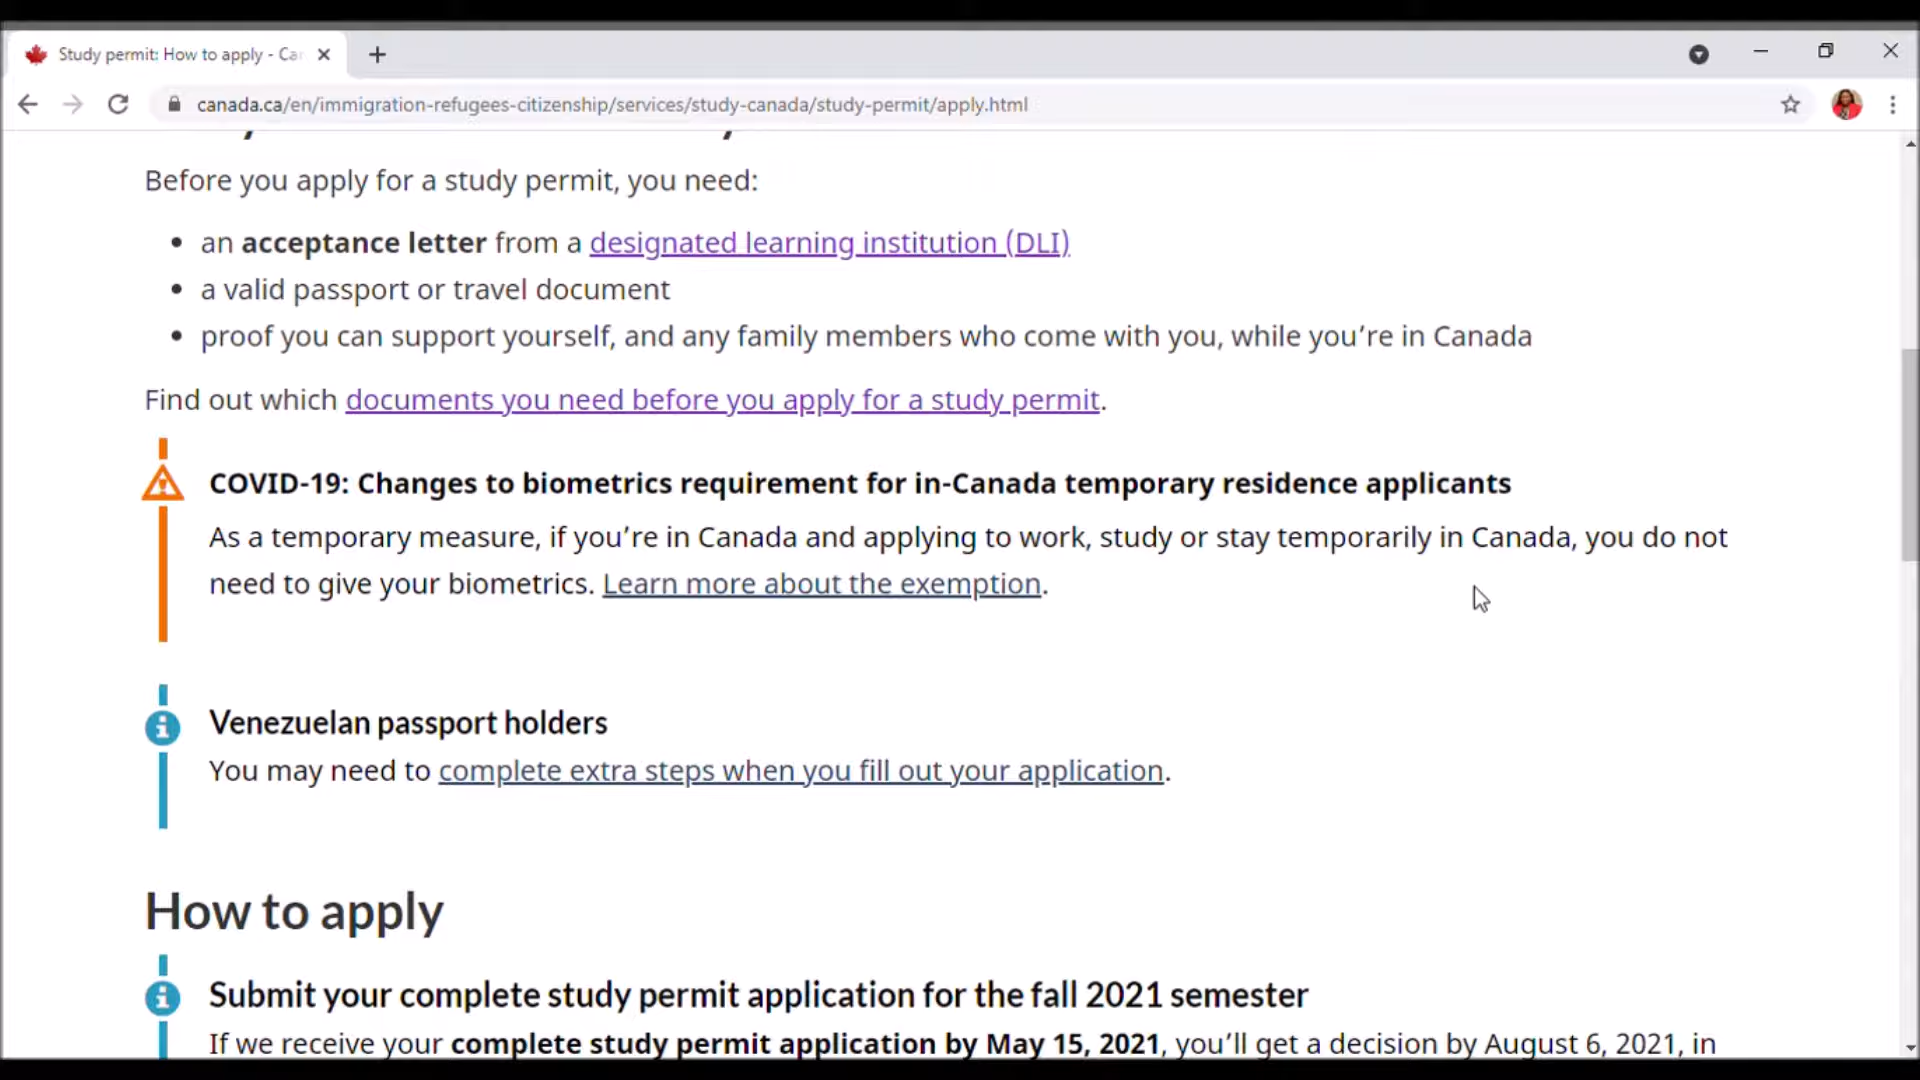 Study permit: How to apply - Ca
canada.ca/en/immigration-refugees-citizenship/services/study-canada/study-permit/apply.html
Before you apply for a study permit, you need:
an acceptance letter from a designated learning institution (DLI)
a valid passport or travel document
proof you can support yourself, and any family members who come with you, while you’re in Canada
Find out which documents you need before you apply for a study permit.
COVID-19: Changes to biometrics requirement for in-Canada temporary residence applicants
As a temporary measure, if you’re in Canada and applying to work, study or stay temporarily in Canada, you do not
need to give your biometrics. Learn more about the exemption.
Venezuelan passport holders
You may need to complete extra steps when you fill out your application.
How to apply
Submit your complete study permit application for the fall 2021 semester
If we receive your complete study permit application by May 15, 2021, you’ll get a decision by August 6, 2021, in